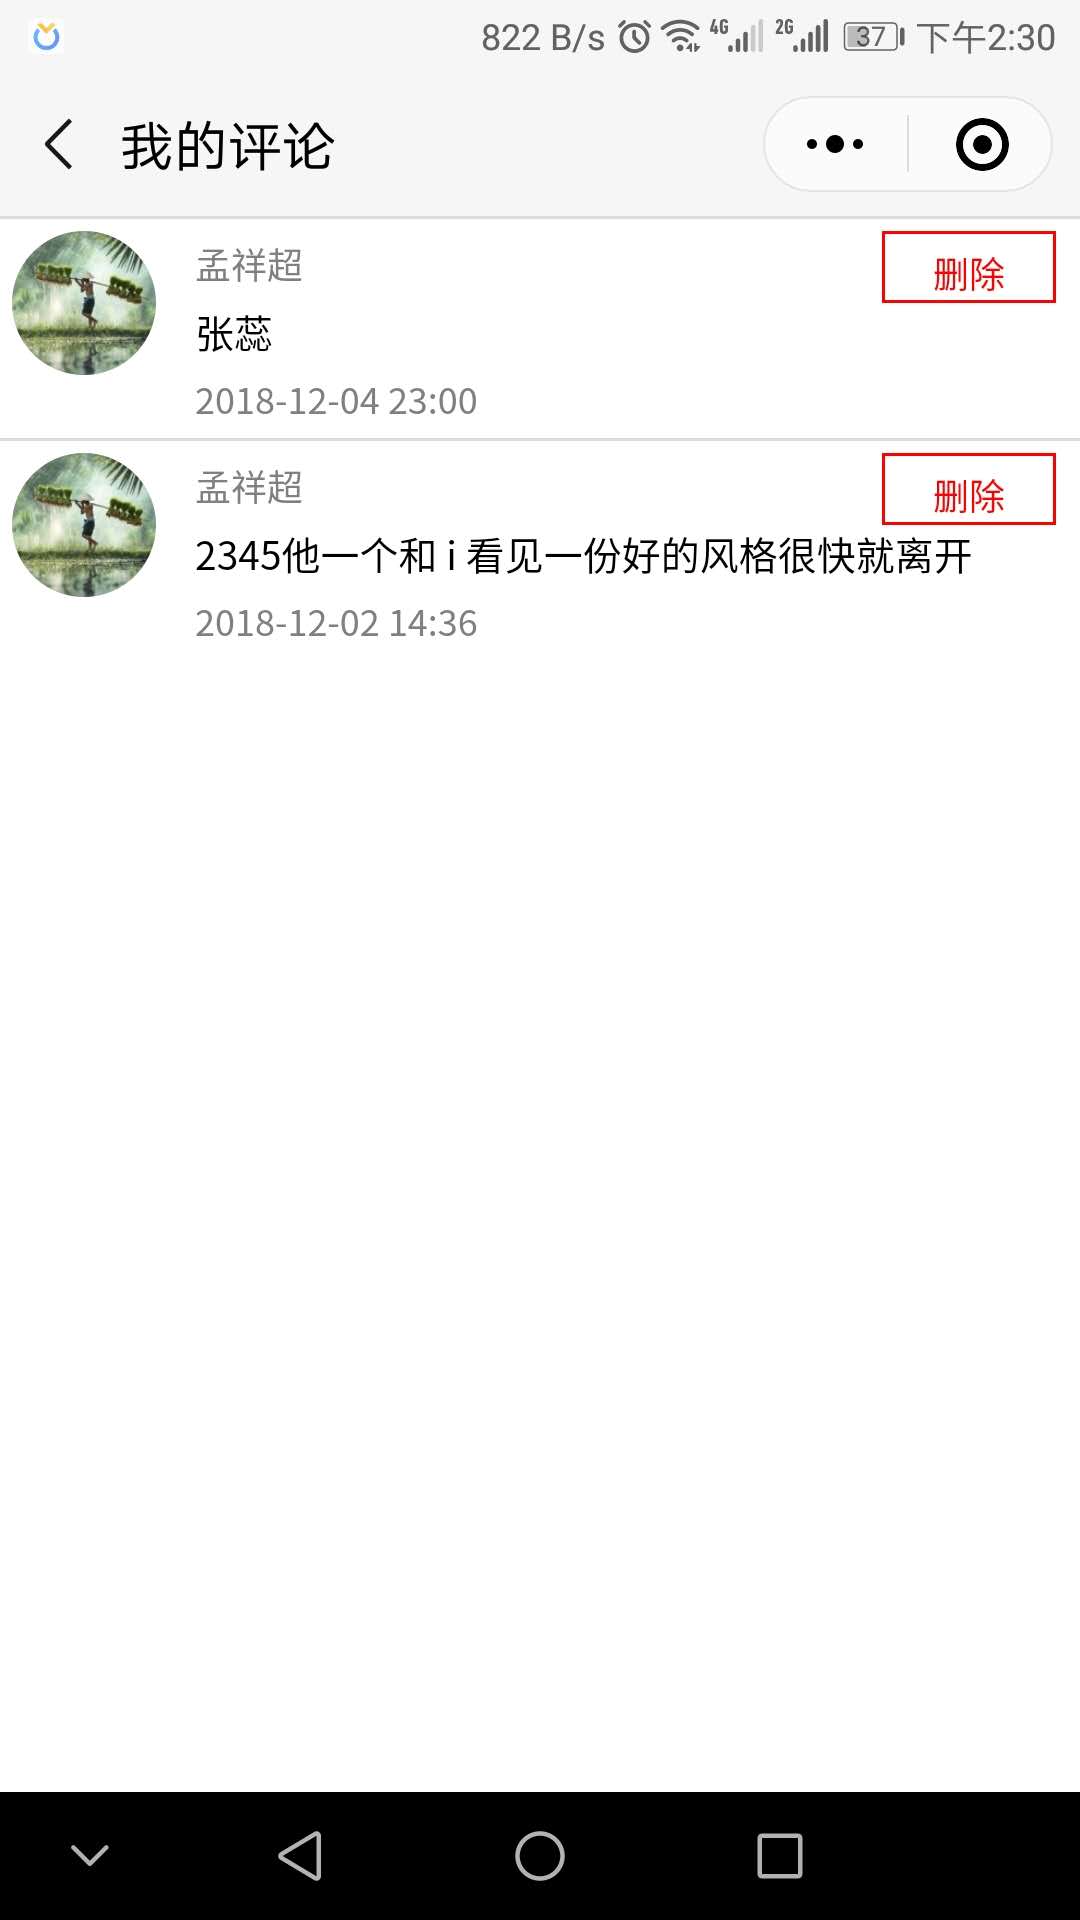 822 B/s 4G 2G 37 下午2:30
我的评论
孟祥超
删除
张蕊
2018-12-04 23:00
孟祥超
删除
2345他一个和 i 看见一份好的风格很快就离开
2018-12-02 14:36